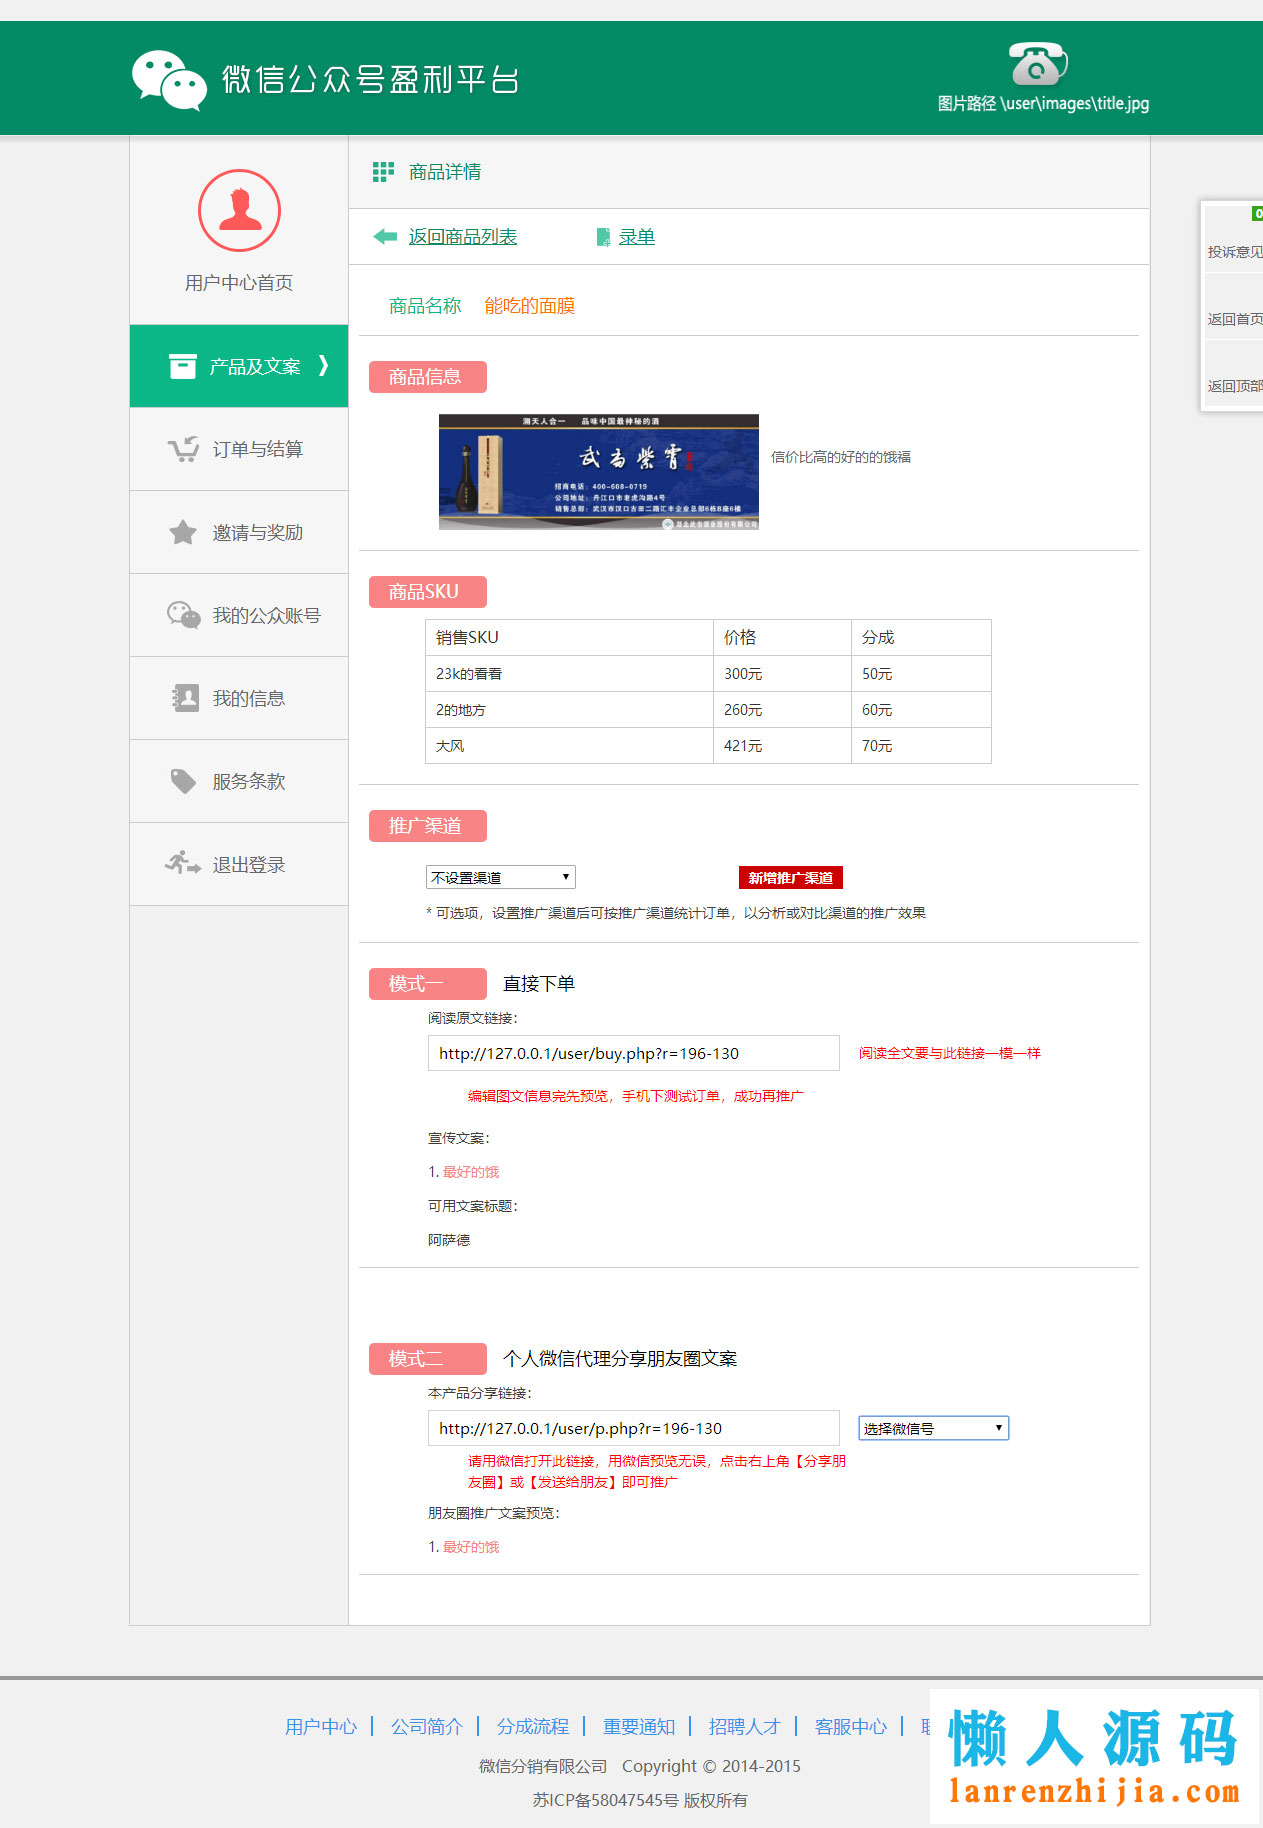 微信公众号盈利平台
图片路径 \user\images\title.jpg
用户中心首页
产品及文案
订单与结算
邀请与奖励
我的公众账号
我的信息
服务条款
退出登录
商品详情
返回商品列表
录单
商品名称 能吃的面膜
商品信息
溯天人合一 品味中国最神秘的酒
武当紫霄
招商电话：400-608-0719
公司地址：丹江口市老虎沟路4号
销售总部：武汉市汉口古田二路汇丰企业总部6栋B座6楼
湖北武当酒业股份有限公司
信价比高的好的的饿福
商品SKU
销售SKU 价格 分成
23k的看看 300元 50元
2的地方 260元 60元
大风 421元 70元
推广渠道
不设置渠道
新增推广渠道
* 可选项，设置推广渠道后可按推广渠道统计订单，以分析或对比渠道的推广效果
模式一 直接下单
阅读原文链接：
http://127.0.0.1/user/buy.php?r=196-130
阅读全文要与此链接一模一样
编辑图文信息完先预览，手机下测试订单，成功再推广
宣传文案：
1. 最好的饿
可用文案标题：
阿萨德
模式二 个人微信代理分享朋友圈文案
本产品分享链接：
http://127.0.0.1/user/p.php?r=196-130
选择微信号
请用微信打开此链接，用微信预览无误，点击右上角【分享朋
友圈】或【发送给朋友】即可推广
朋友圈推广文案预览：
1. 最好的饿
0
投诉意见
返回首页
返回顶部
用户中心 公司简介 分成流程 重要通知 招聘人才 客服中心
微信分销有限公司 Copyright © 2014-2015
苏ICP备58047545号 版权所有
懒人源码
lanrenzhijia.com